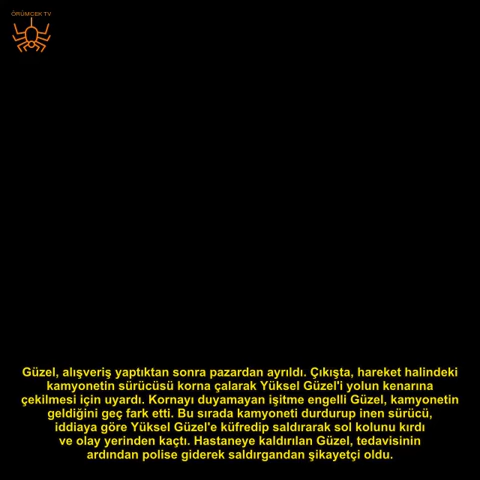 ÖRÜMCEK TV
Güzel, alışveriş yaptıktan sonra pazardan ayrıldı. Çıkışta, hareket halindeki
kamyonetin sürücüsü korna çalarak Yüksel Güzel'i yolun kenarına
çekilmesi için uyardı. Kornayı duyamayan işitme engelli Güzel, kamyonetin
geldiğini geç fark etti. Bu sırada kamyoneti durdurup inen sürücü,
iddiaya göre Yüksel Güzel'e küfredip saldırarak sol kolunu kırdı
ve olay yerinden kaçtı. Hastaneye kaldırılan Güzel, tedavisinin
ardından polise giderek saldırgandan şikayetçi oldu.